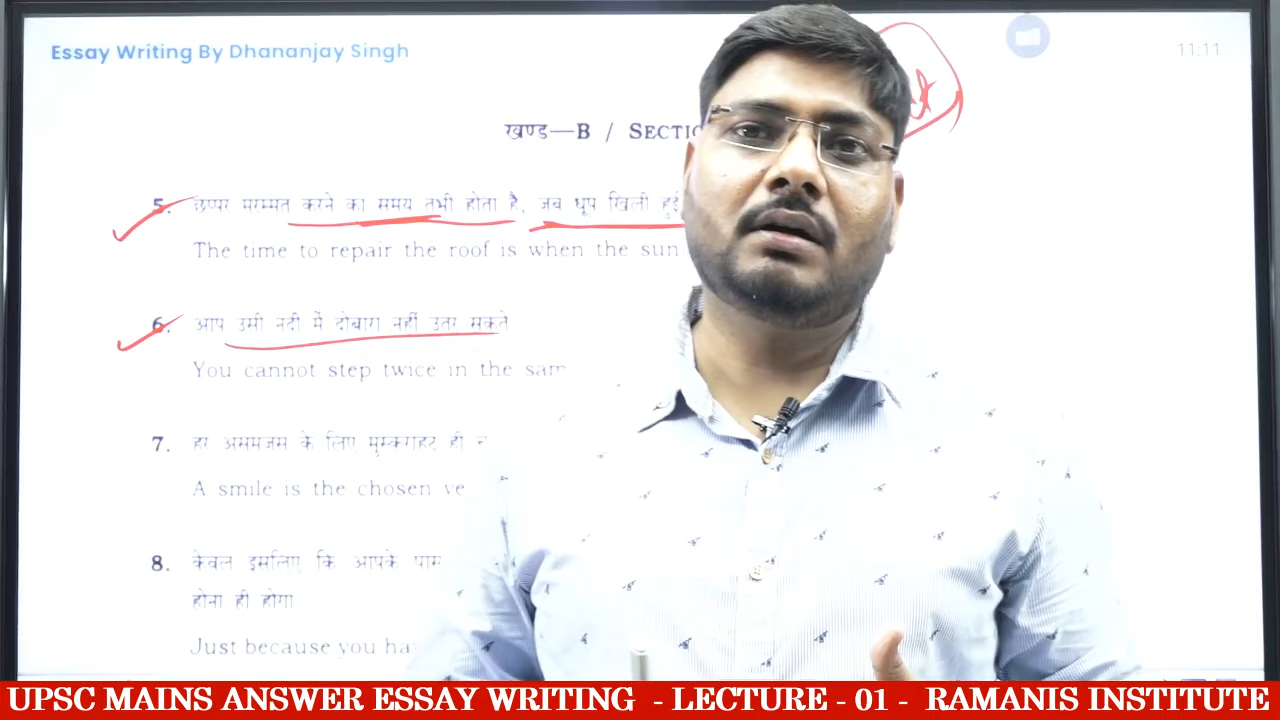 Essay Writing By Dhananjay Singh
11:11
खण्ड—B / SECTIO
5. छप्पर मरम्मत करने का समय तभी होता है, जब धूप खिली हुई
The time to repair the roof is when the sun
6. आप उसी नदी में दोबारा नहीं उतर सकते
You cannot step twice in the sam
7. हर असमंजस के लिए मुस्कराहट ही
A smile is the chosen ve
8. केवल इसलिए कि आपके पास
होना ही होगा
Just because you ha
UPSC MAINS ANSWER ESSAY WRITING - LECTURE - 01 - RAMANIS INSTITUTE